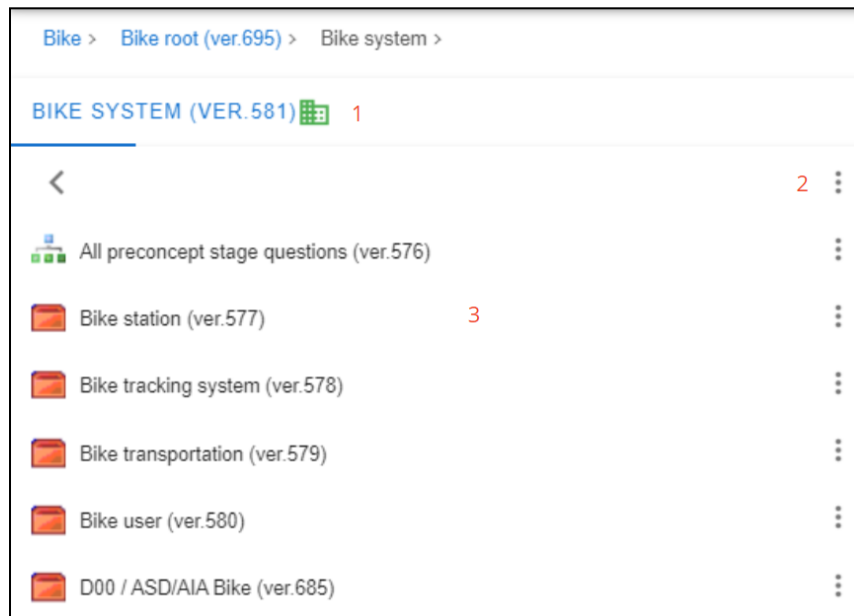 Bike > Bike root (ver.695) > Bike system >
BIKE SYSTEM (VER.581) 1
2
All preconcept stage questions (ver.576)
Bike station (ver.577) 3
Bike tracking system (ver.578)
Bike transportation (ver.579)
Bike user (ver.580)
D00 / ASD/AIA Bike (ver.685)